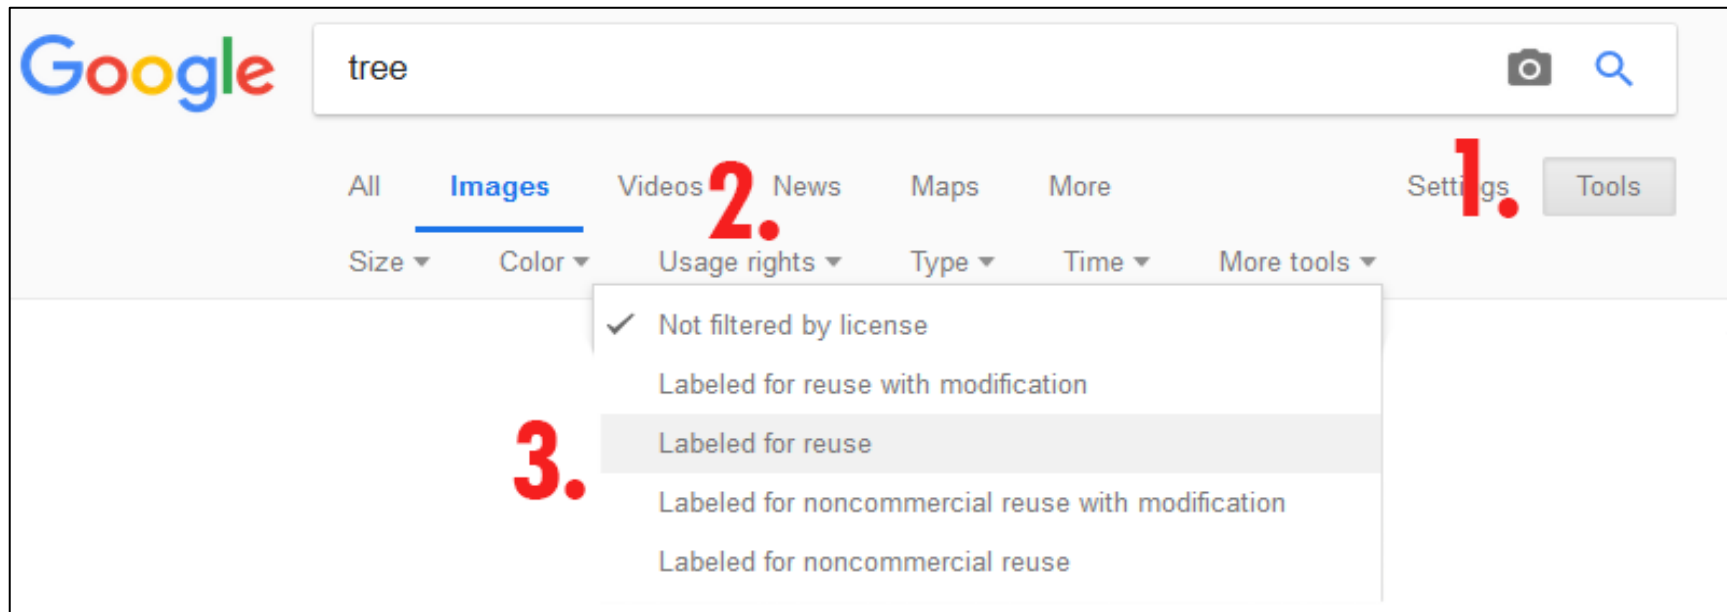 Google tree
1.
All Images Videos News Maps More Settings Tools
2.
Size Color Usage rights Type Time More tools
Not filtered by license
Labeled for reuse with modification
3.
Labeled for reuse
Labeled for noncommercial reuse with modification
Labeled for noncommercial reuse